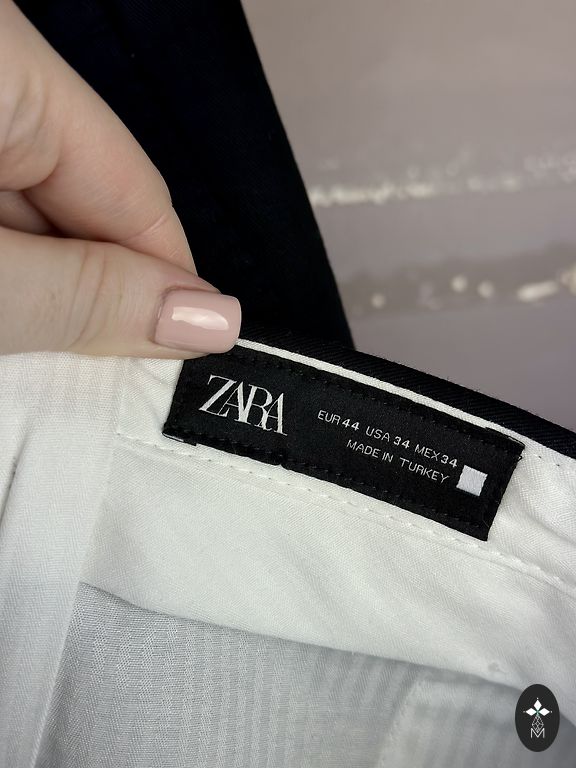 ZARA
EUR 44 USA 34 MEX 34
MADE IN TURKEY
M